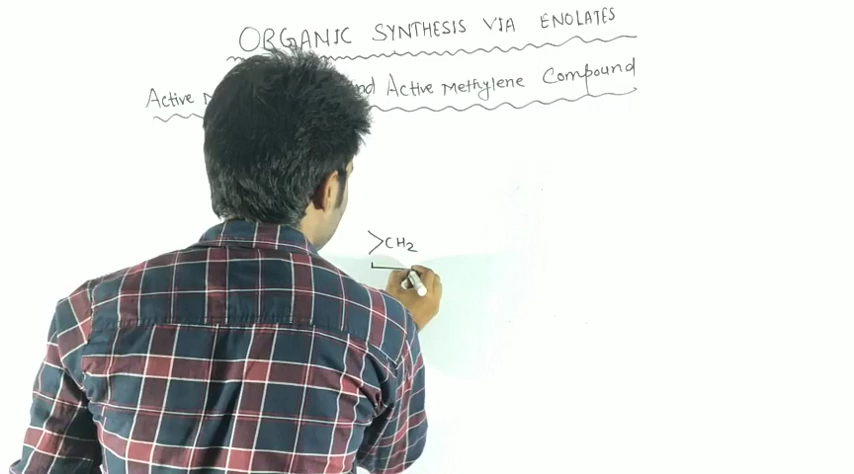 ORGANIC SYNTHESIS VIA ENOLATES
Active and Active Methylene Compound
>CH2